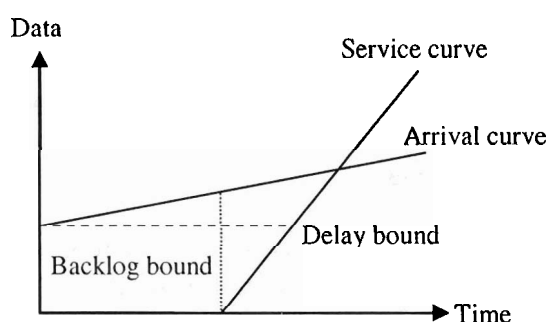 Data
Service curve
Arrival curve
Delay bound
Backlog bound
Time